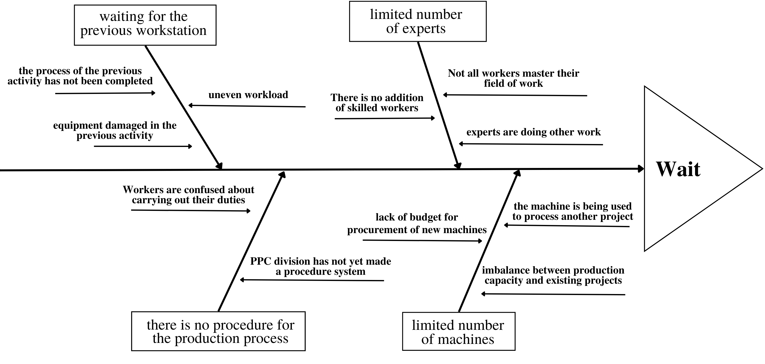 waiting for the
previous workstation
limited number
of experts
the process of the previous
activity has not been completed
uneven workload
equipment damaged in the
previous activity
Not all workers master their
field of work
There is no addition
of skilled workers
experts are doing other work
Wait
Workers are confused about
carrying out their duties
PPC division has not yet made
a procedure system
lack of budget for
procurement of new machines
the machine is being used
to process another project
imbalance between production
capacity and existing projects
there is no procedure for
the production process
limited number
of machines